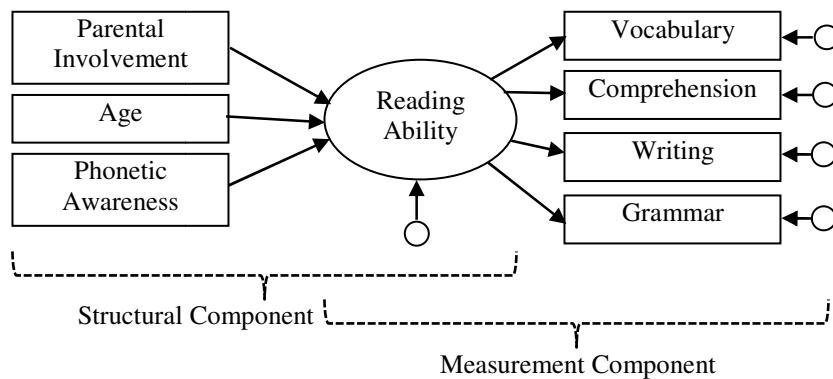 Parental
Involvement
Age
Phonetic
Awareness
Reading
Ability
Vocabulary
Comprehension
Writing
Grammar
Structural Component
Measurement Component